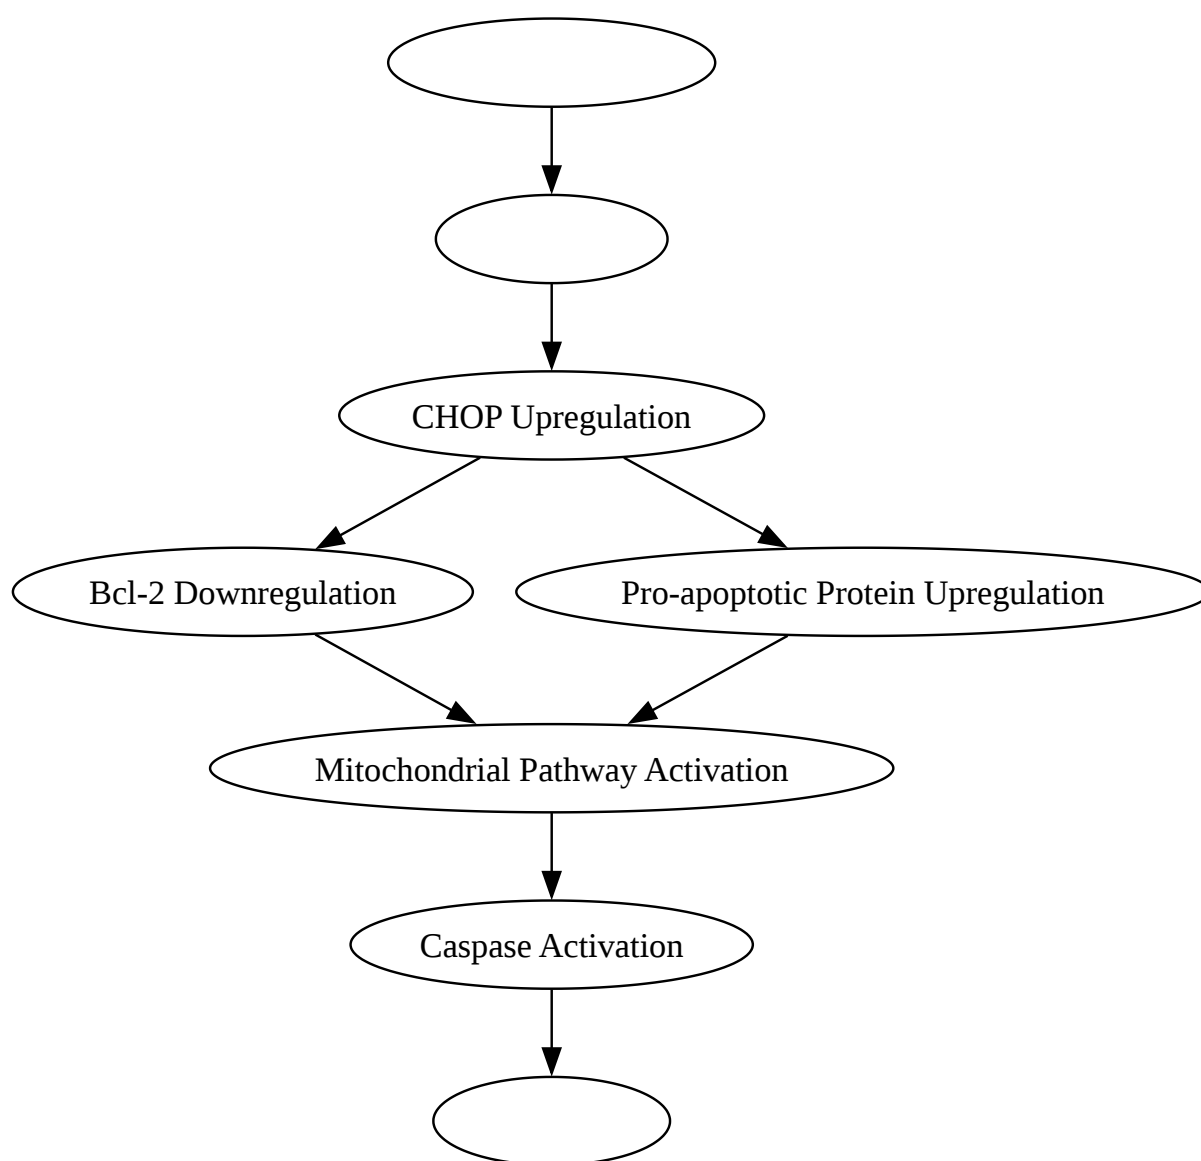 CHOP Upregulation
Bcl-2 Downregulation
Pro-apoptotic Protein Upregulation
Mitochondrial Pathway Activation
Caspase Activation